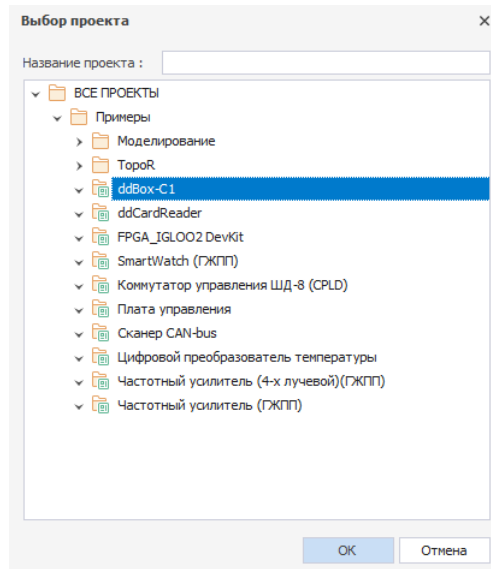 Выбор проекта
Название проекта :
ВСЕ ПРОЕКТЫ
Примеры
Моделирование
TopoR
ddBox-C1
ddCardReader
FPGA_IGLOO2 DevKit
SmartWatch (ГЖПП)
Коммутатор управления ШД-8 (CPLD)
Плата управления
Сканер CAN-bus
Цифровой преобразователь температуры
Частотный усилитель (4-х лучевой)(ГЖПП)
Частотный усилитель (ГЖПП)
OK Отмена